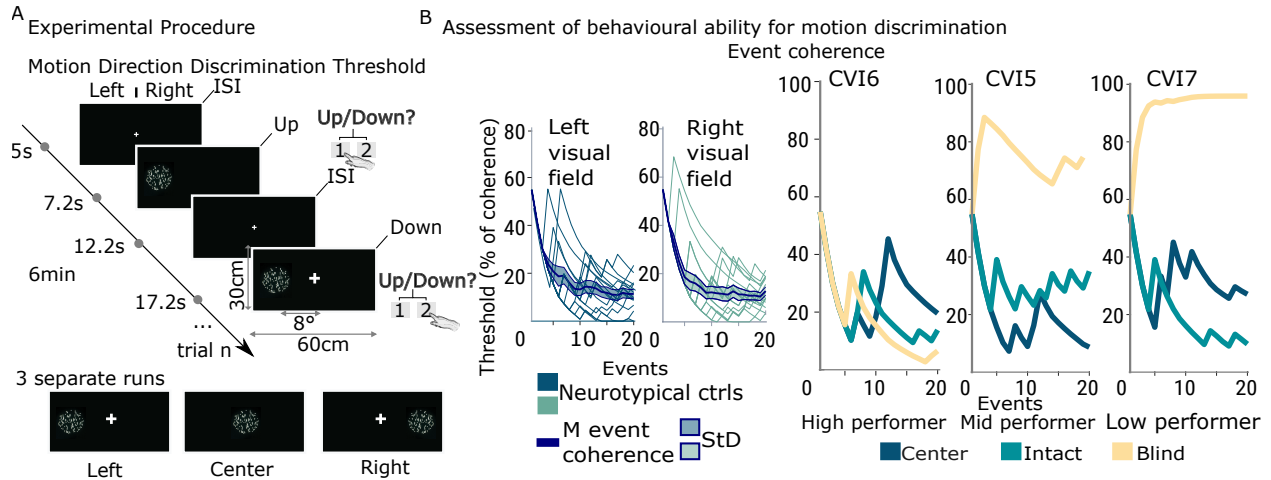 A
Experimental Procedure
Motion Direction Discrimination Threshold
Left Right
ISI
Up
Up/Down?
1 2
ISI
Down
Up/Down?
1 2
5s
7.2s
12.2s
17.2s
6min
...
trial n
30cm
8°
60cm
3 separate runs
Left Center Right
B
Assessment of behavioural ability for motion discrimination
Event coherence
Threshold (% of coherence)
80
60
40
20
Left
visual
field
0 10 20
80
60
40
20
Right
visual
field
0 10 20
Events
Neurotypical ctrls
M event
coherence
StD
100
80
60
40
20
CVI6
0 10 20
High performer
100
80
60
40
20
CVI5
0 10 20
Events
Mid performer
100
80
60
40
20
CVI7
0 10 20
Low performer
Center Intact Blind